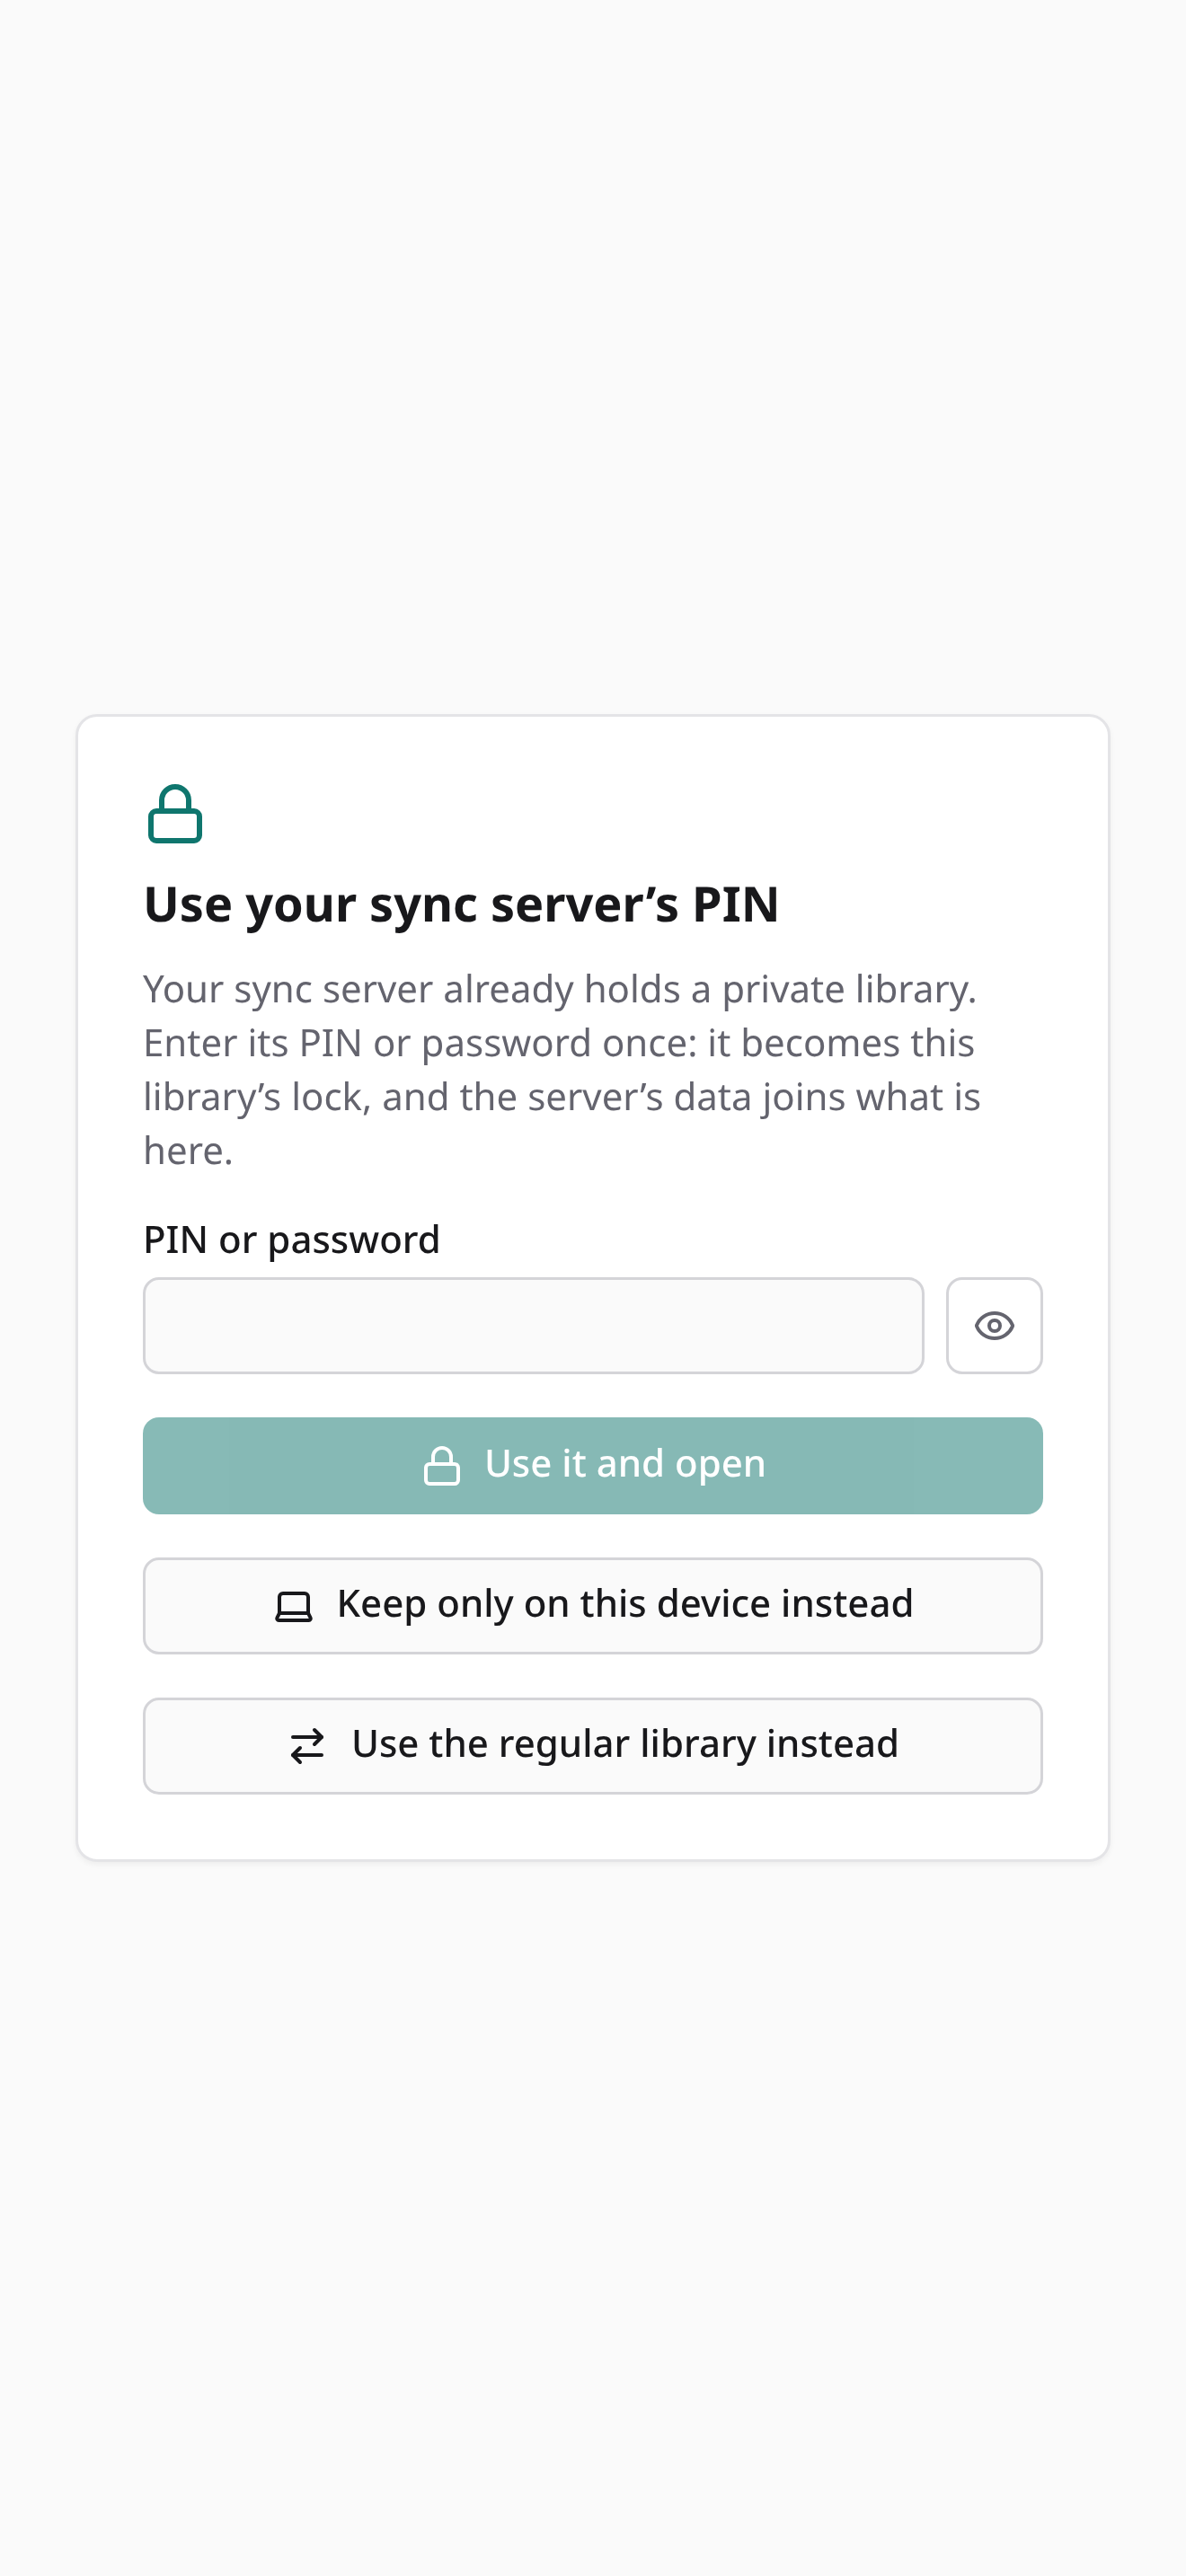 Use your sync server’s PIN
Your sync server already holds a private library.
Enter its PIN or password once: it becomes this
library’s lock, and the server’s data joins what is
here.
PIN or password
Use it and open
Keep only on this device instead
Use the regular library instead